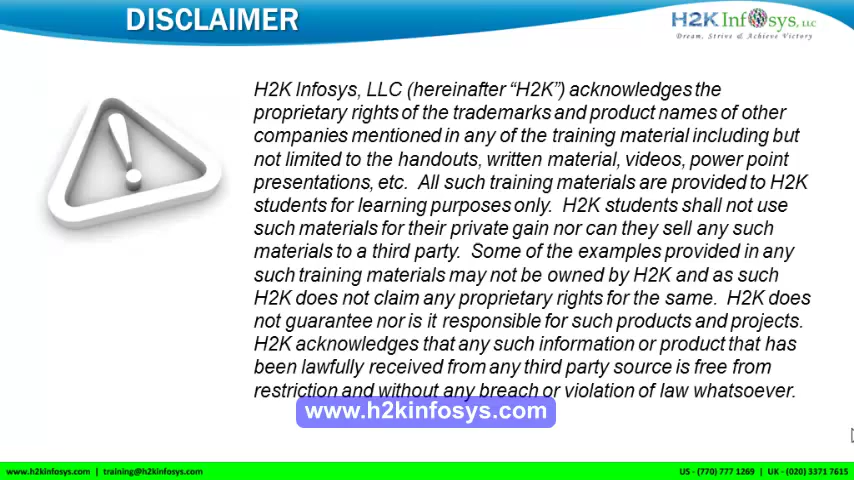 DISCLAIMER
H2K Infosys, LLC
Dream, Strive & Achieve Victory
H2K Infosys, LLC (hereinafter “H2K”) acknowledges the
proprietary rights of the trademarks and product names of other
companies mentioned in any of the training material including but
not limited to the handouts, written material, videos, power point
presentations, etc. All such training materials are provided to H2K
students for learning purposes only. H2K students shall not use
such materials for their private gain nor can they sell any such
materials to a third party. Some of the examples provided in any
such training materials may not be owned by H2K and as such
H2K does not claim any proprietary rights for the same. H2K does
not guarantee nor is it responsible for such products and projects.
H2K acknowledges that any such information or product that has
been lawfully received from any third party source is free from
restriction and without any breach or violation of law whatsoever.
www.h2kinfosys.com
www.h2kinfosys.com | training@h2kinfosys.com
US - (770) 777 1269 | UK - (020) 3371 7615